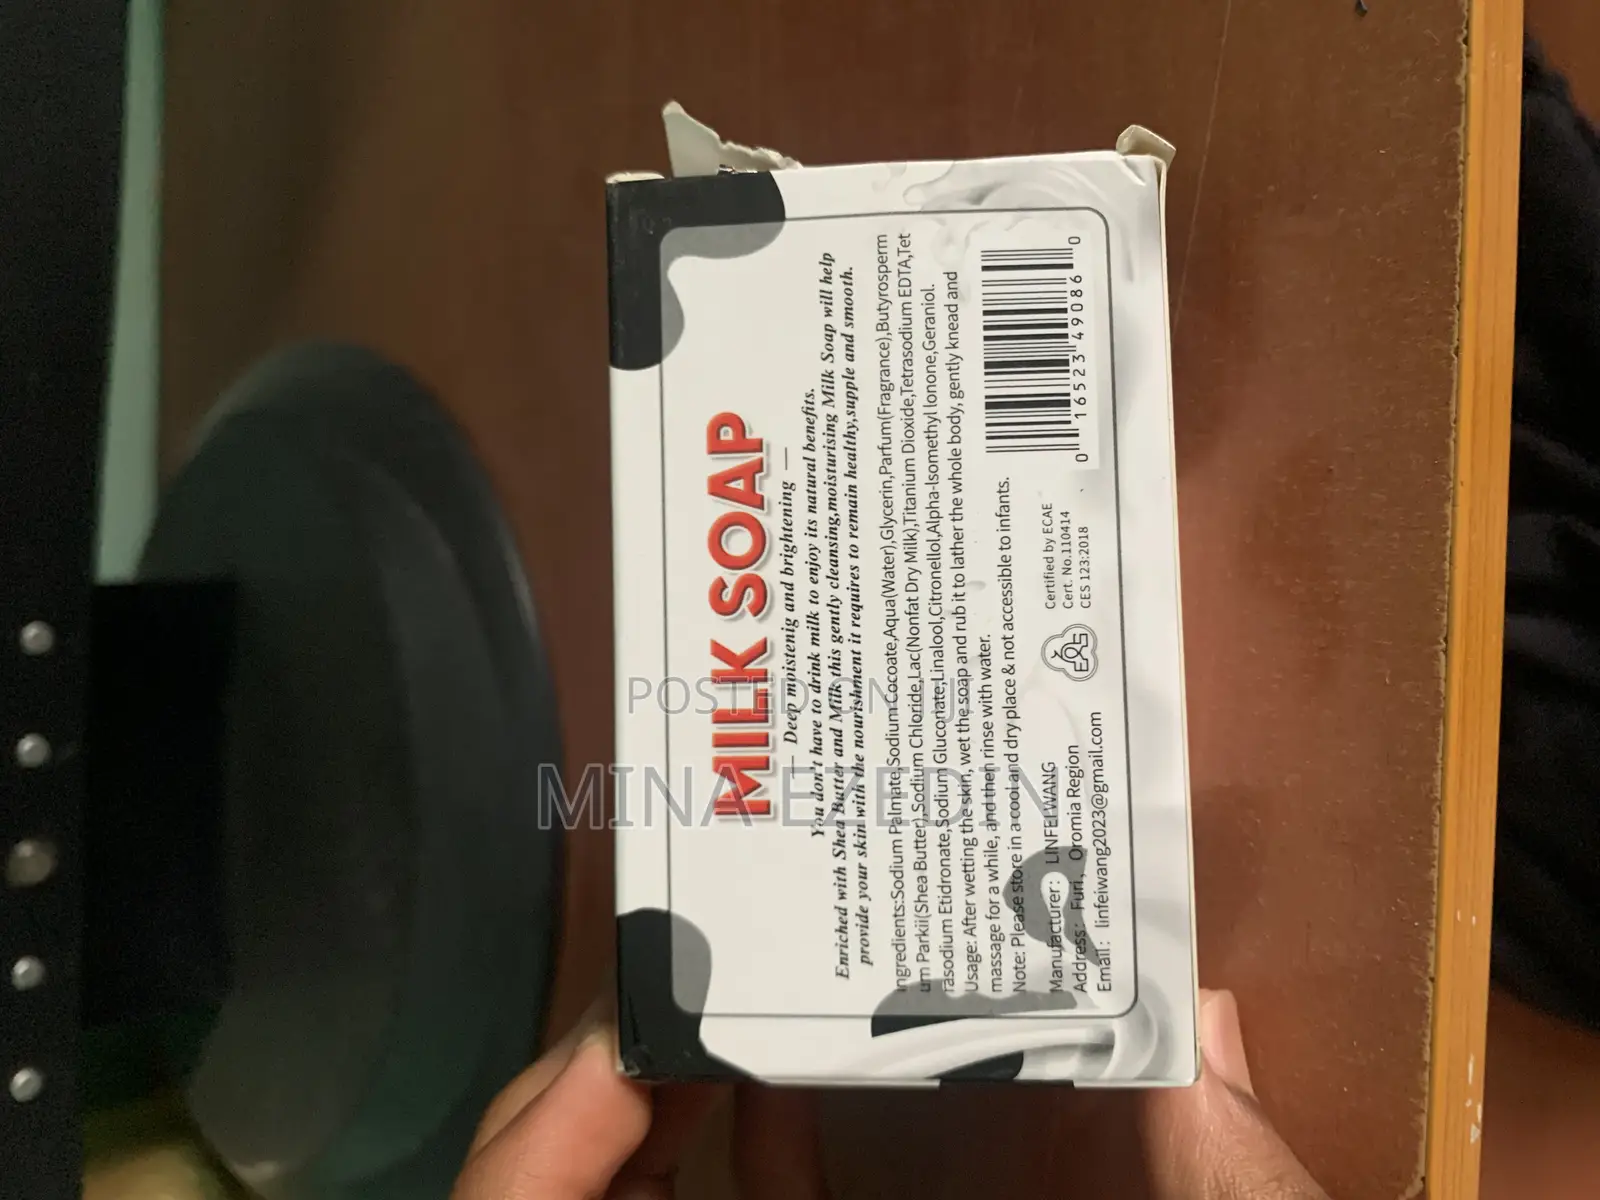 MILK SOAP
— Deep moistenig and brightening —
You don't have to drink milk to enjoy its natural benefits.
Enriched with Shea Butter and Milk this gently cleansing,moisturising Milk Soap will help
provide your skin with the nourishment it requires to remain healthy,supple and smooth.
Ingredients:Sodium Palmate,Sodium Cocoate,Aqua(Water),Glycerin,Parfum(Fragrance),Butyrosperm
um Parkii(Shea Butter),Sodium Chloride,Lac(Nonfat Dry Milk),Titanium Dioxide,Tetrasodium EDTA,Tet
rasodium Etidronate,Sodium Gluconate,Linalool,Citronellol,Alpha-Isomethyl Ionone,Geraniol.
Usage: After wetting the skin, wet the soap and rub it to lather the whole body, gently knead and
massage for a while, and then rinse with water.
Note: Please store in a cool and dry place & not accessible to infants.
Manufacturer: LINFEIWANG
Address: Furi, Oromia Region
Email: linfeiwang2023@gmail.com
Certified by ECAE
Cert. No.110414
CES 123:2018
0 16523 49086 0
POSTED ON JIJI
MINA EZEDIN